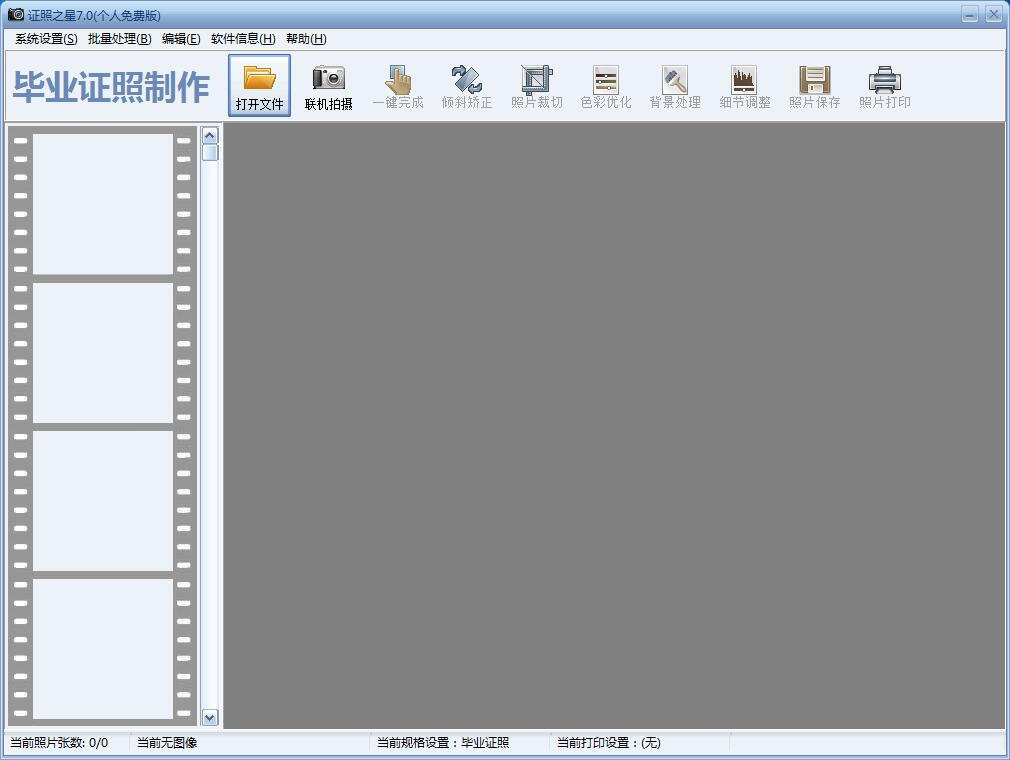 证照之星7.0(个人免费版)
系统设置(S) 批量处理(B) 编辑(E) 软件信息(H) 帮助(H)
毕业证照制作
打开文件 联机拍摄 一键完成 倾斜矫正 照片裁切 色彩优化 背景处理 细节调整 照片保存 照片打印
当前照片张数: 0/0 当前无图像 当前规格设置：毕业证照 当前打印设置：(无)